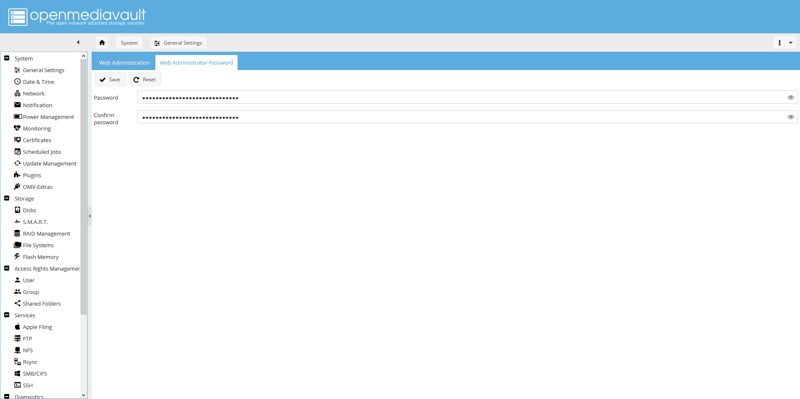 openmediavault
The open network attached storage solution
System
General Settings
System
General Settings
Date & Time
Network
Notification
Power Management
Monitoring
Certificates
Scheduled Jobs
Update Management
Plugins
OMV-Extras
Storage
Disks
S.M.A.R.T.
RAID Management
File Systems
Flash Memory
Access Rights Managemer
User
Group
Shared Folders
Services
Apple Filing
FTP
NFS
Rsync
SMB/CIFS
SSH
Diagnostics
Web Administration
Web Administrator Password
Save
Reset
Password
Confirm
password